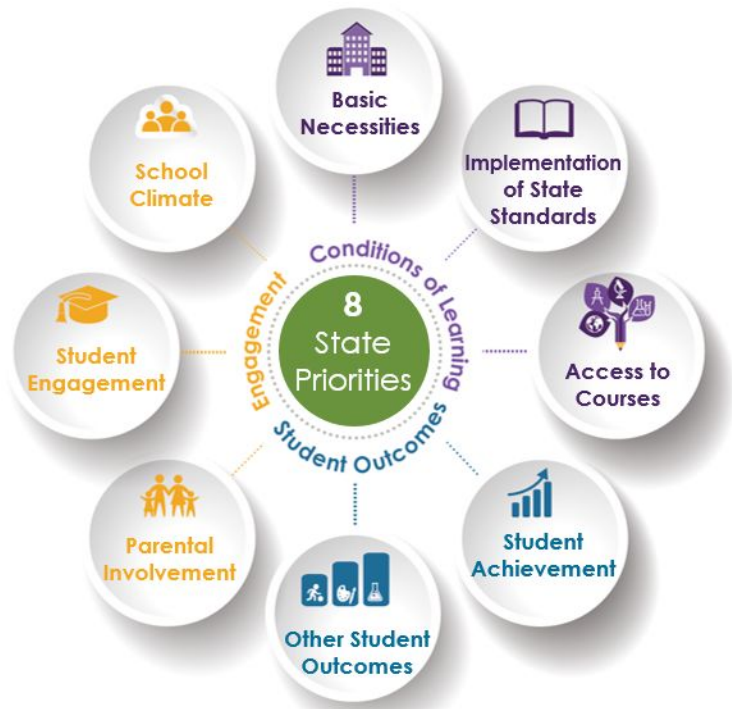 Basic
Necessities
Implementation
of State
Standards
Access to
Courses
Student
Achievement
Other Student
Outcomes
Parental
Involvement
Student
Engagement
School
Climate
Conditions of Learning
Student Outcomes
Engagement
8
State
Priorities